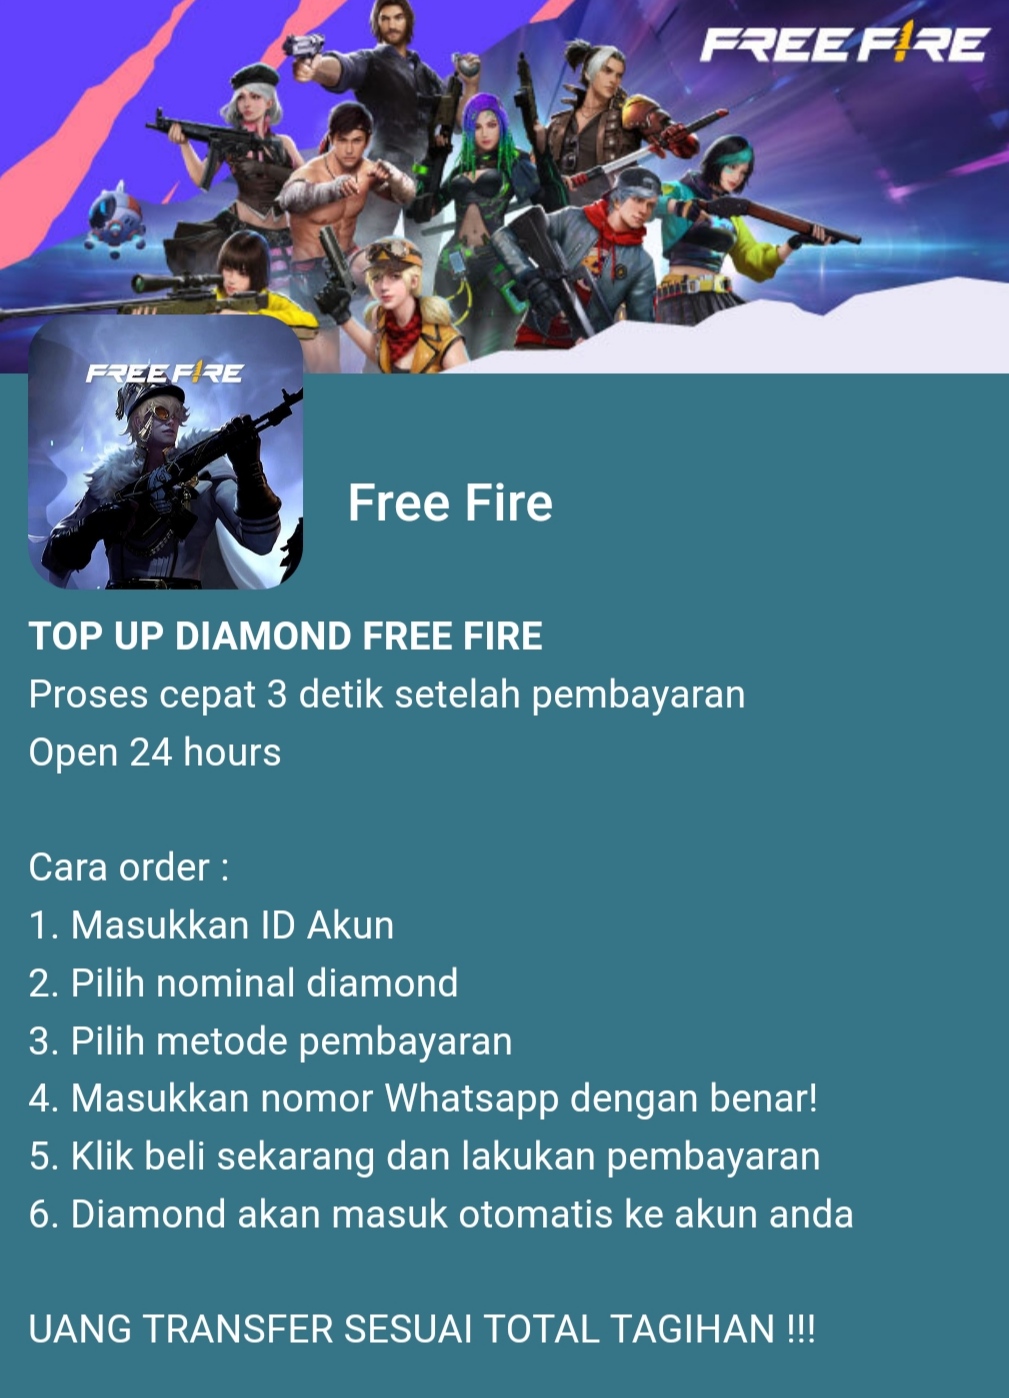 FREE FIRE
FREE FIRE
Free Fire
TOP UP DIAMOND FREE FIRE
Proses cepat 3 detik setelah pembayaran
Open 24 hours
Cara order :
1. Masukkan ID Akun
2. Pilih nominal diamond
3. Pilih metode pembayaran
4. Masukkan nomor Whatsapp dengan benar!
5. Klik beli sekarang dan lakukan pembayaran
6. Diamond akan masuk otomatis ke akun anda
UANG TRANSFER SESUAI TOTAL TAGIHAN !!!